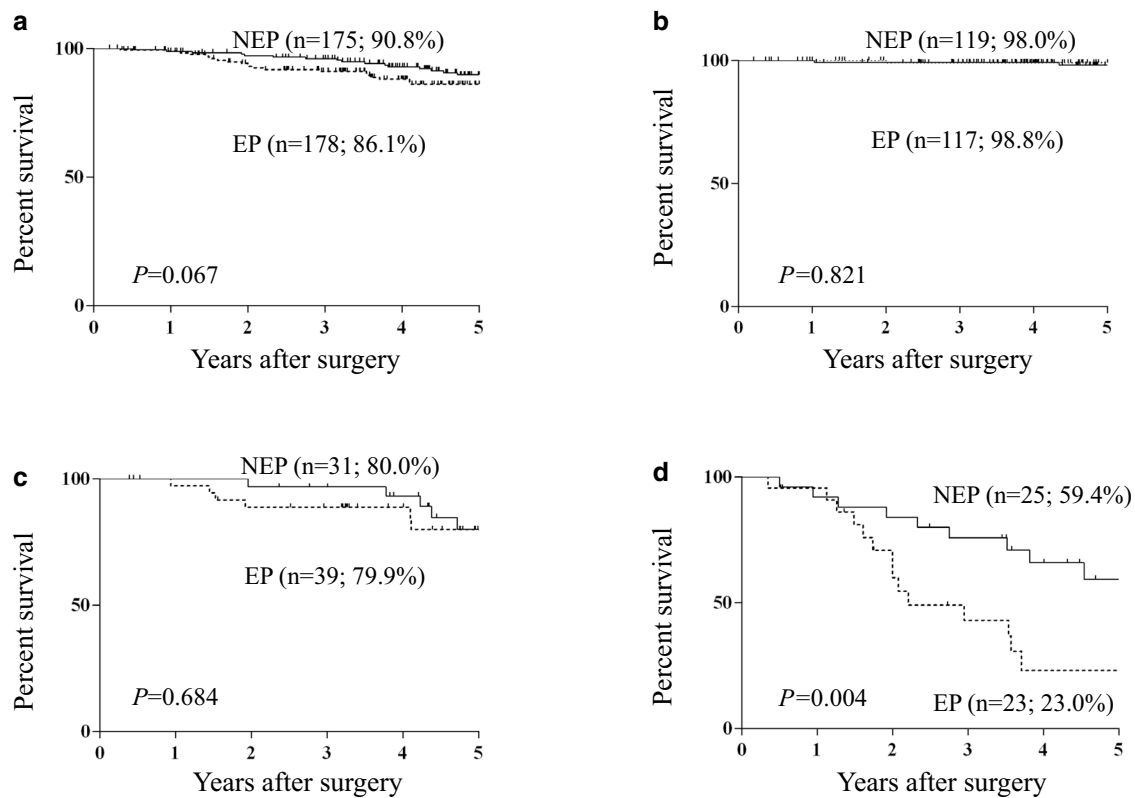 a
NEP (n=175; 90.8%)
100
EP (n=178; 86.1%)
50
Percent survival
P=0.067
0
0 1 2 3 4 5
Years after surgery
b
NEP (n=119; 98.0%)
100
EP (n=117; 98.8%)
50
Percent survival
P=0.821
0
0 1 2 3 4 5
Years after surgery
c
NEP (n=31; 80.0%)
100
EP (n=39; 79.9%)
50
Percent survival
P=0.684
0
0 1 2 3 4 5
Years after surgery
d
100
NEP (n=25; 59.4%)
50
Percent survival
P=0.004
EP (n=23; 23.0%)
0
0 1 2 3 4 5
Years after surgery